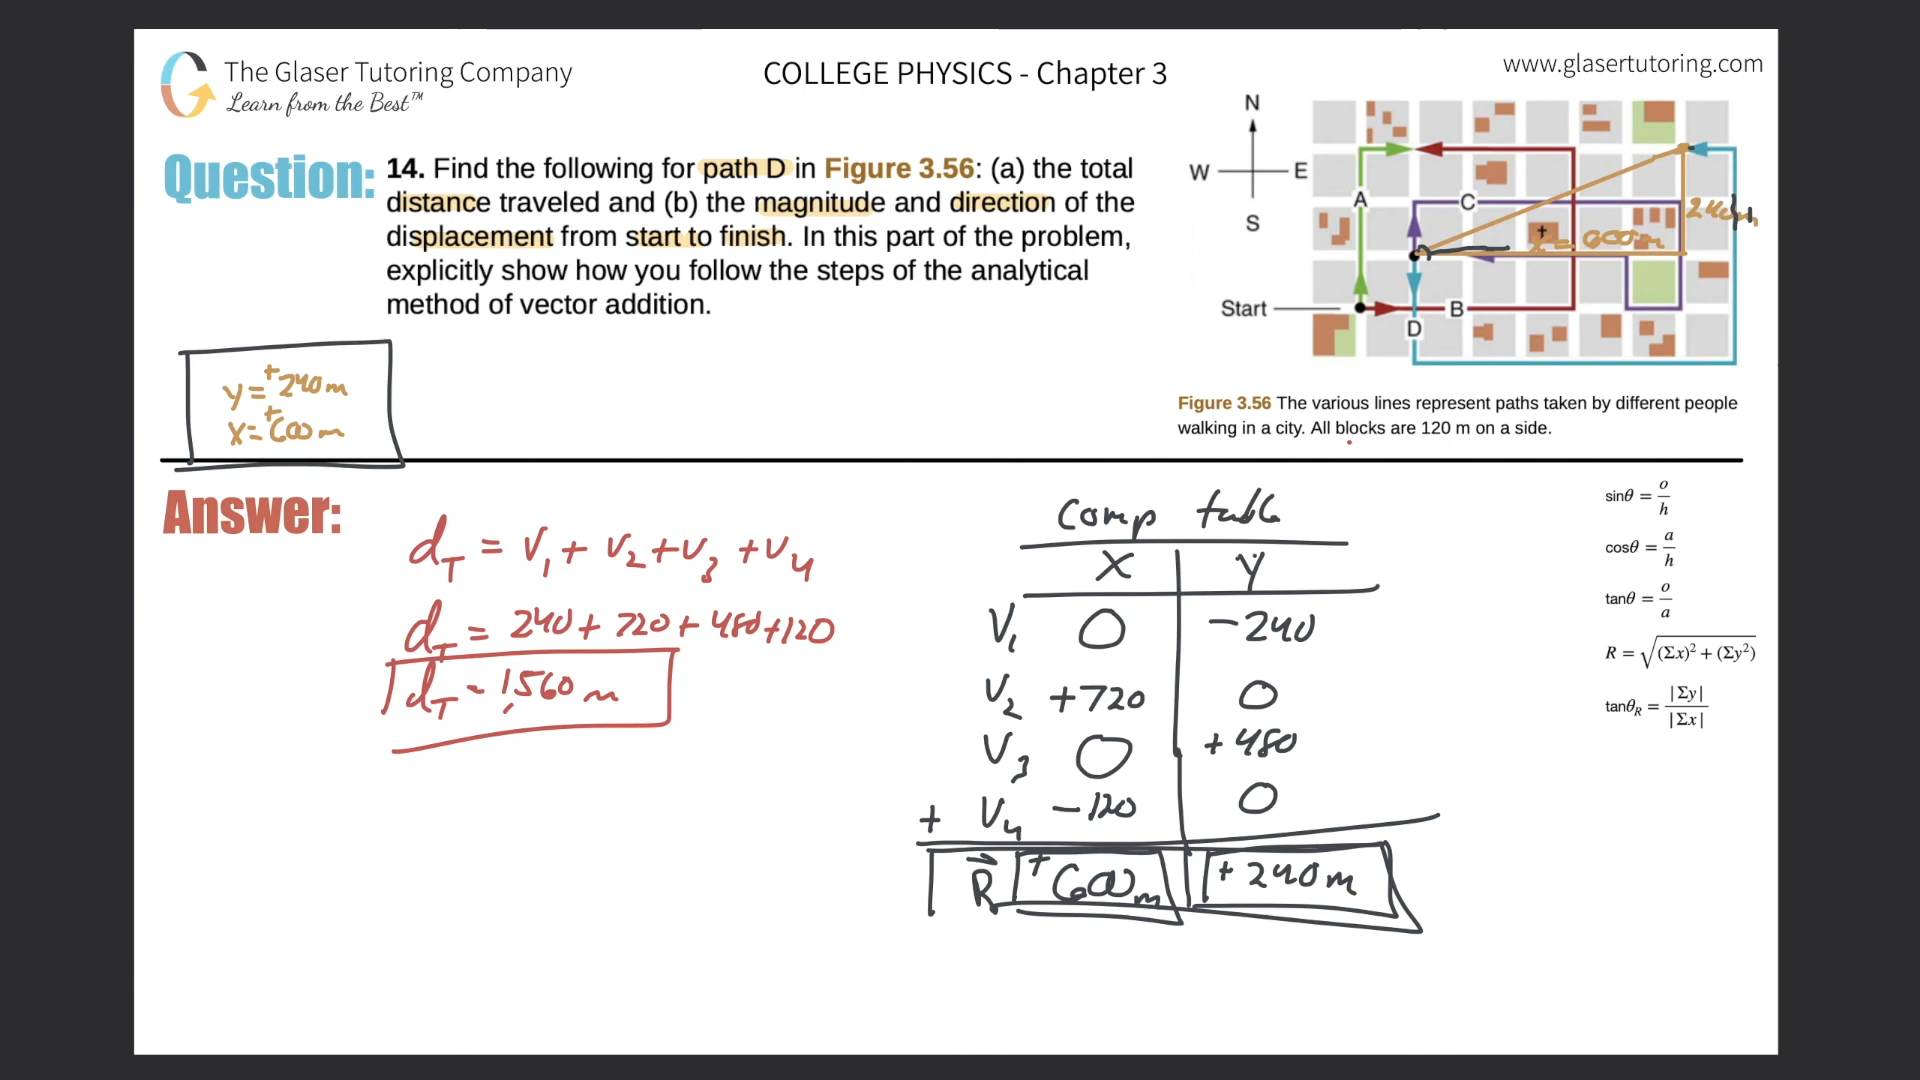 The Glaser Tutoring Company
Learn from the Best™
COLLEGE PHYSICS - Chapter 3
www.glasertutoring.com
Question:
14. Find the following for path D in Figure 3.56: (a) the total
distance traveled and (b) the magnitude and direction of the
displacement from start to finish. In this part of the problem,
explicitly show how you follow the steps of the analytical
method of vector addition.
N
W E
S
A
C
240m
x = 600m
Start
B
D
Figure 3.56 The various lines represent paths taken by different people
walking in a city. All blocks are 120 m on a side.
y = +240m
x = +600m
Answer:
dT = V1 + V2 + V3 + V4
dT = 240 + 720 + 480 + 120
dT = 1,560 m
Comp table
X Y
V1 0 -240
V2 +720 0
V3 0 +480
+ V4 -120 0
R +600m +240m
sinθ = o/h
cosθ = a/h
tanθ = o/a
R = √(Σx)² + (Σy²)
tanθR = |Σy|/|Σx|